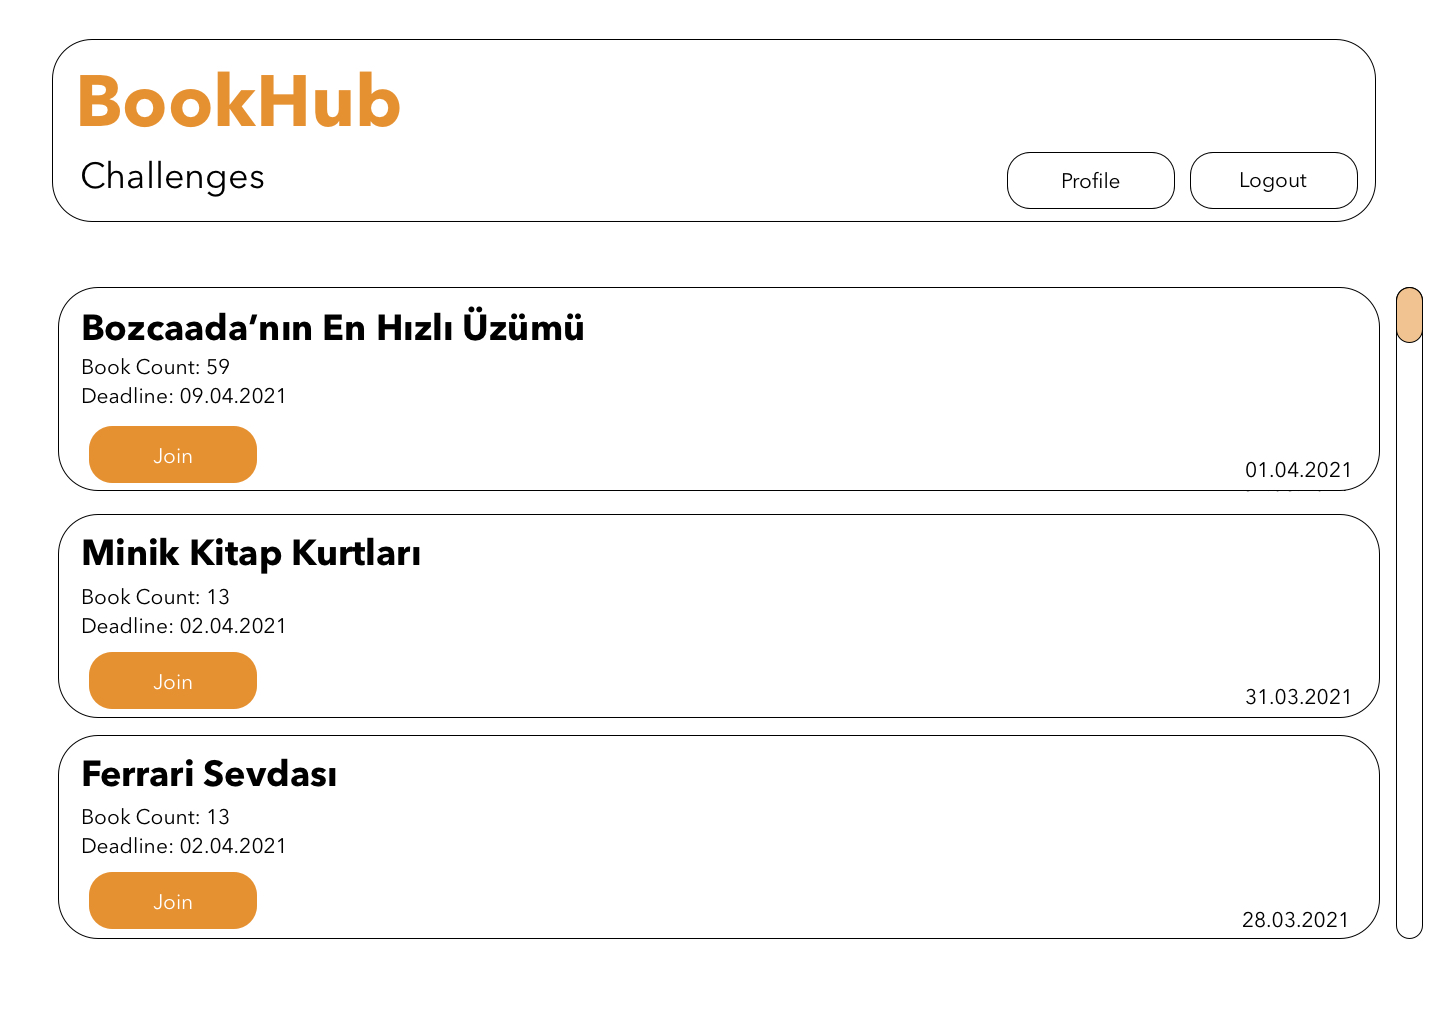 BookHub
Challenges
Profile
Logout
Bozcaada’nın En Hızlı Üzümü
Book Count: 59
Deadline: 09.04.2021
Join
01.04.2021
Minik Kitap Kurtları
Book Count: 13
Deadline: 02.04.2021
Join
31.03.2021
Ferrari Sevdası
Book Count: 13
Deadline: 02.04.2021
Join
28.03.2021